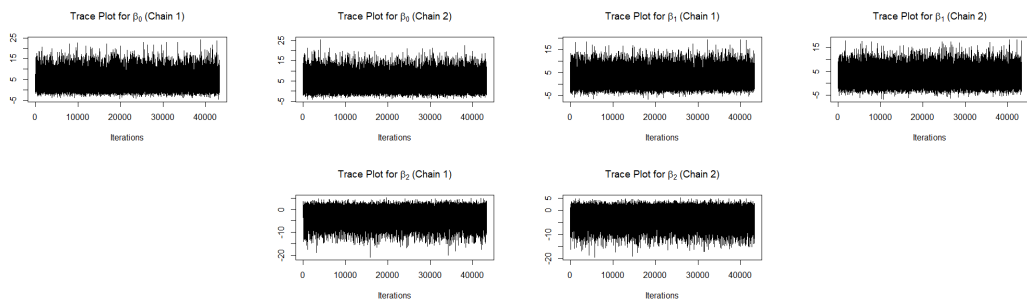 Trace Plot for β₀ (Chain 1)
25
15
5
-5
0 10000 20000 30000 40000
Iterations
Trace Plot for β₀ (Chain 2)
25
15
5
-5
0 10000 20000 30000 40000
Iterations
Trace Plot for β₁ (Chain 1)
15
5
-5
0 10000 20000 30000 40000
Iterations
Trace Plot for β₁ (Chain 2)
15
5
-5
0 10000 20000 30000 40000
Iterations
Trace Plot for β₂ (Chain 1)
0
-10
-20
0 10000 20000 30000 40000
Iterations
Trace Plot for β₂ (Chain 2)
5
0
-10
-20
0 10000 20000 30000 40000
Iterations